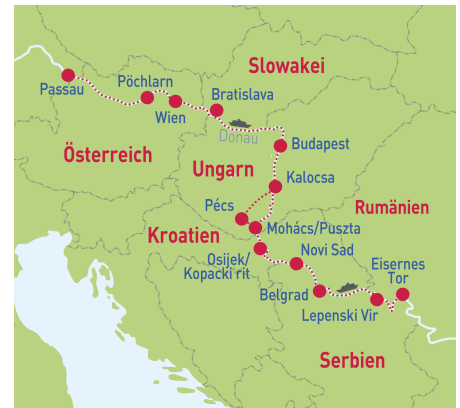 Slowakei
Passau
Pöchlarn
Wien
Bratislava
Donau
Österreich
Ungarn
Budapest
Kalocsa
Pécs
Rumänien
Kroatien
Mohács/Puszta
Osijek/
Kopacki rit
Novi Sad
Eisernes
Tor
Belgrad
Lepenski Vir
Serbien